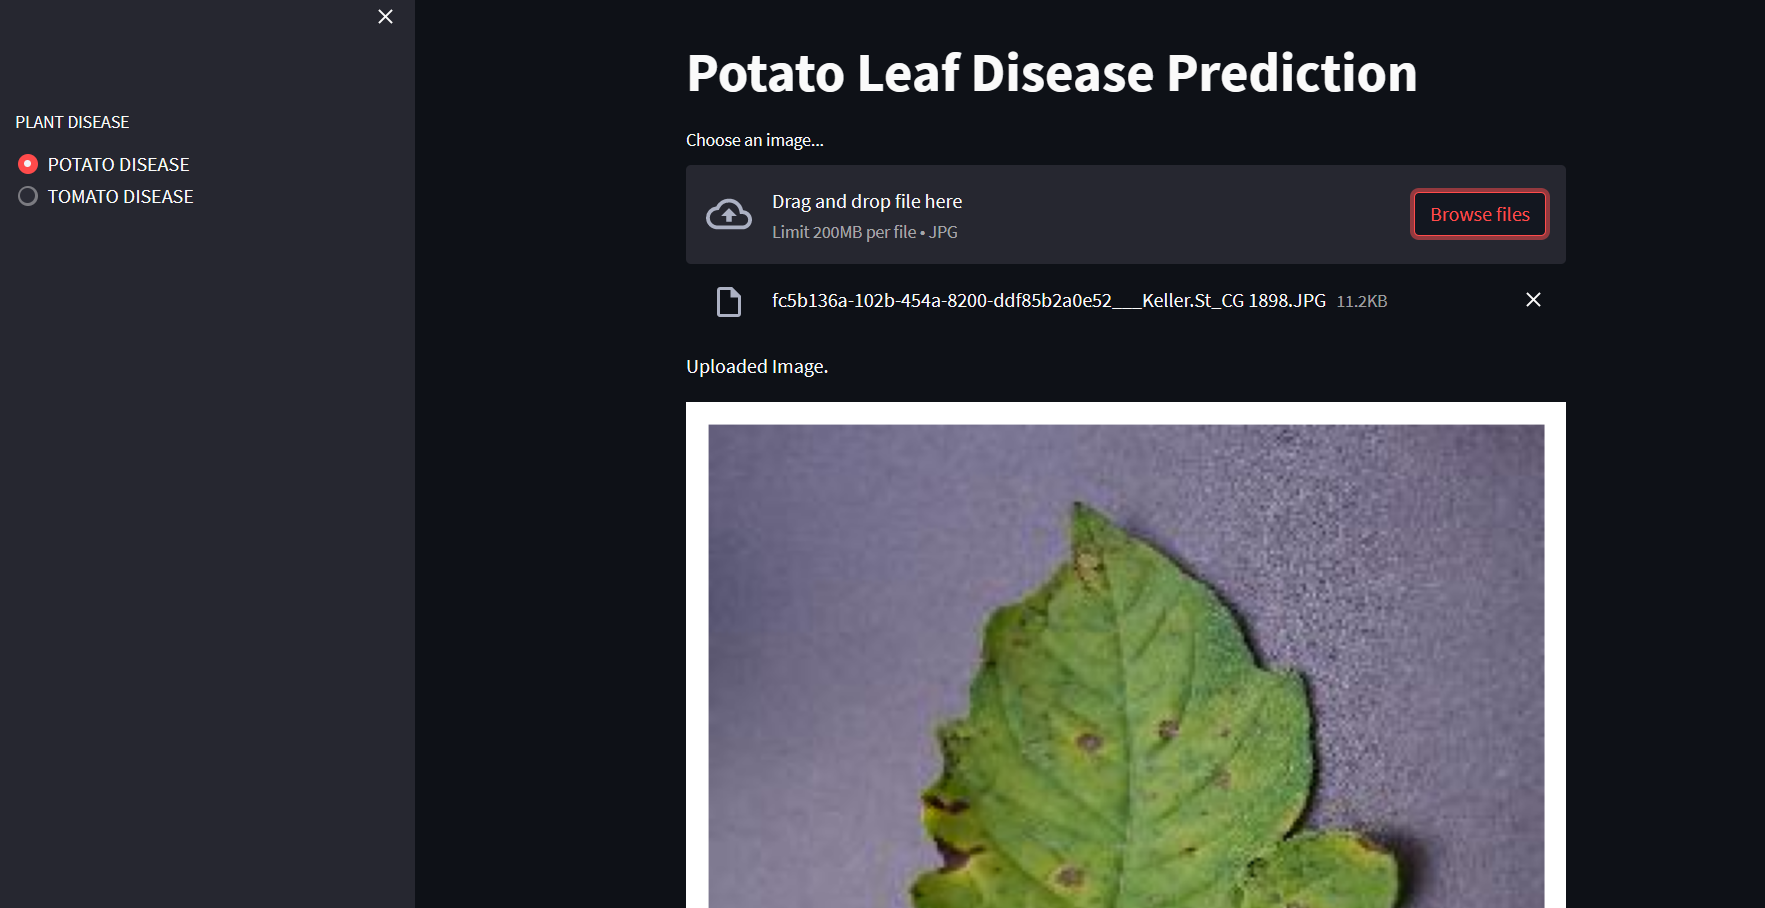 PLANT DISEASE
POTATO DISEASE
TOMATO DISEASE
Potato Leaf Disease Prediction
Choose an image...
Drag and drop file here
Limit 200MB per file • JPG
Browse files
fc5b136a-102b-454a-8200-ddf85b2a0e52___Keller.St_CG 1898.JPG 11.2KB
Uploaded Image.